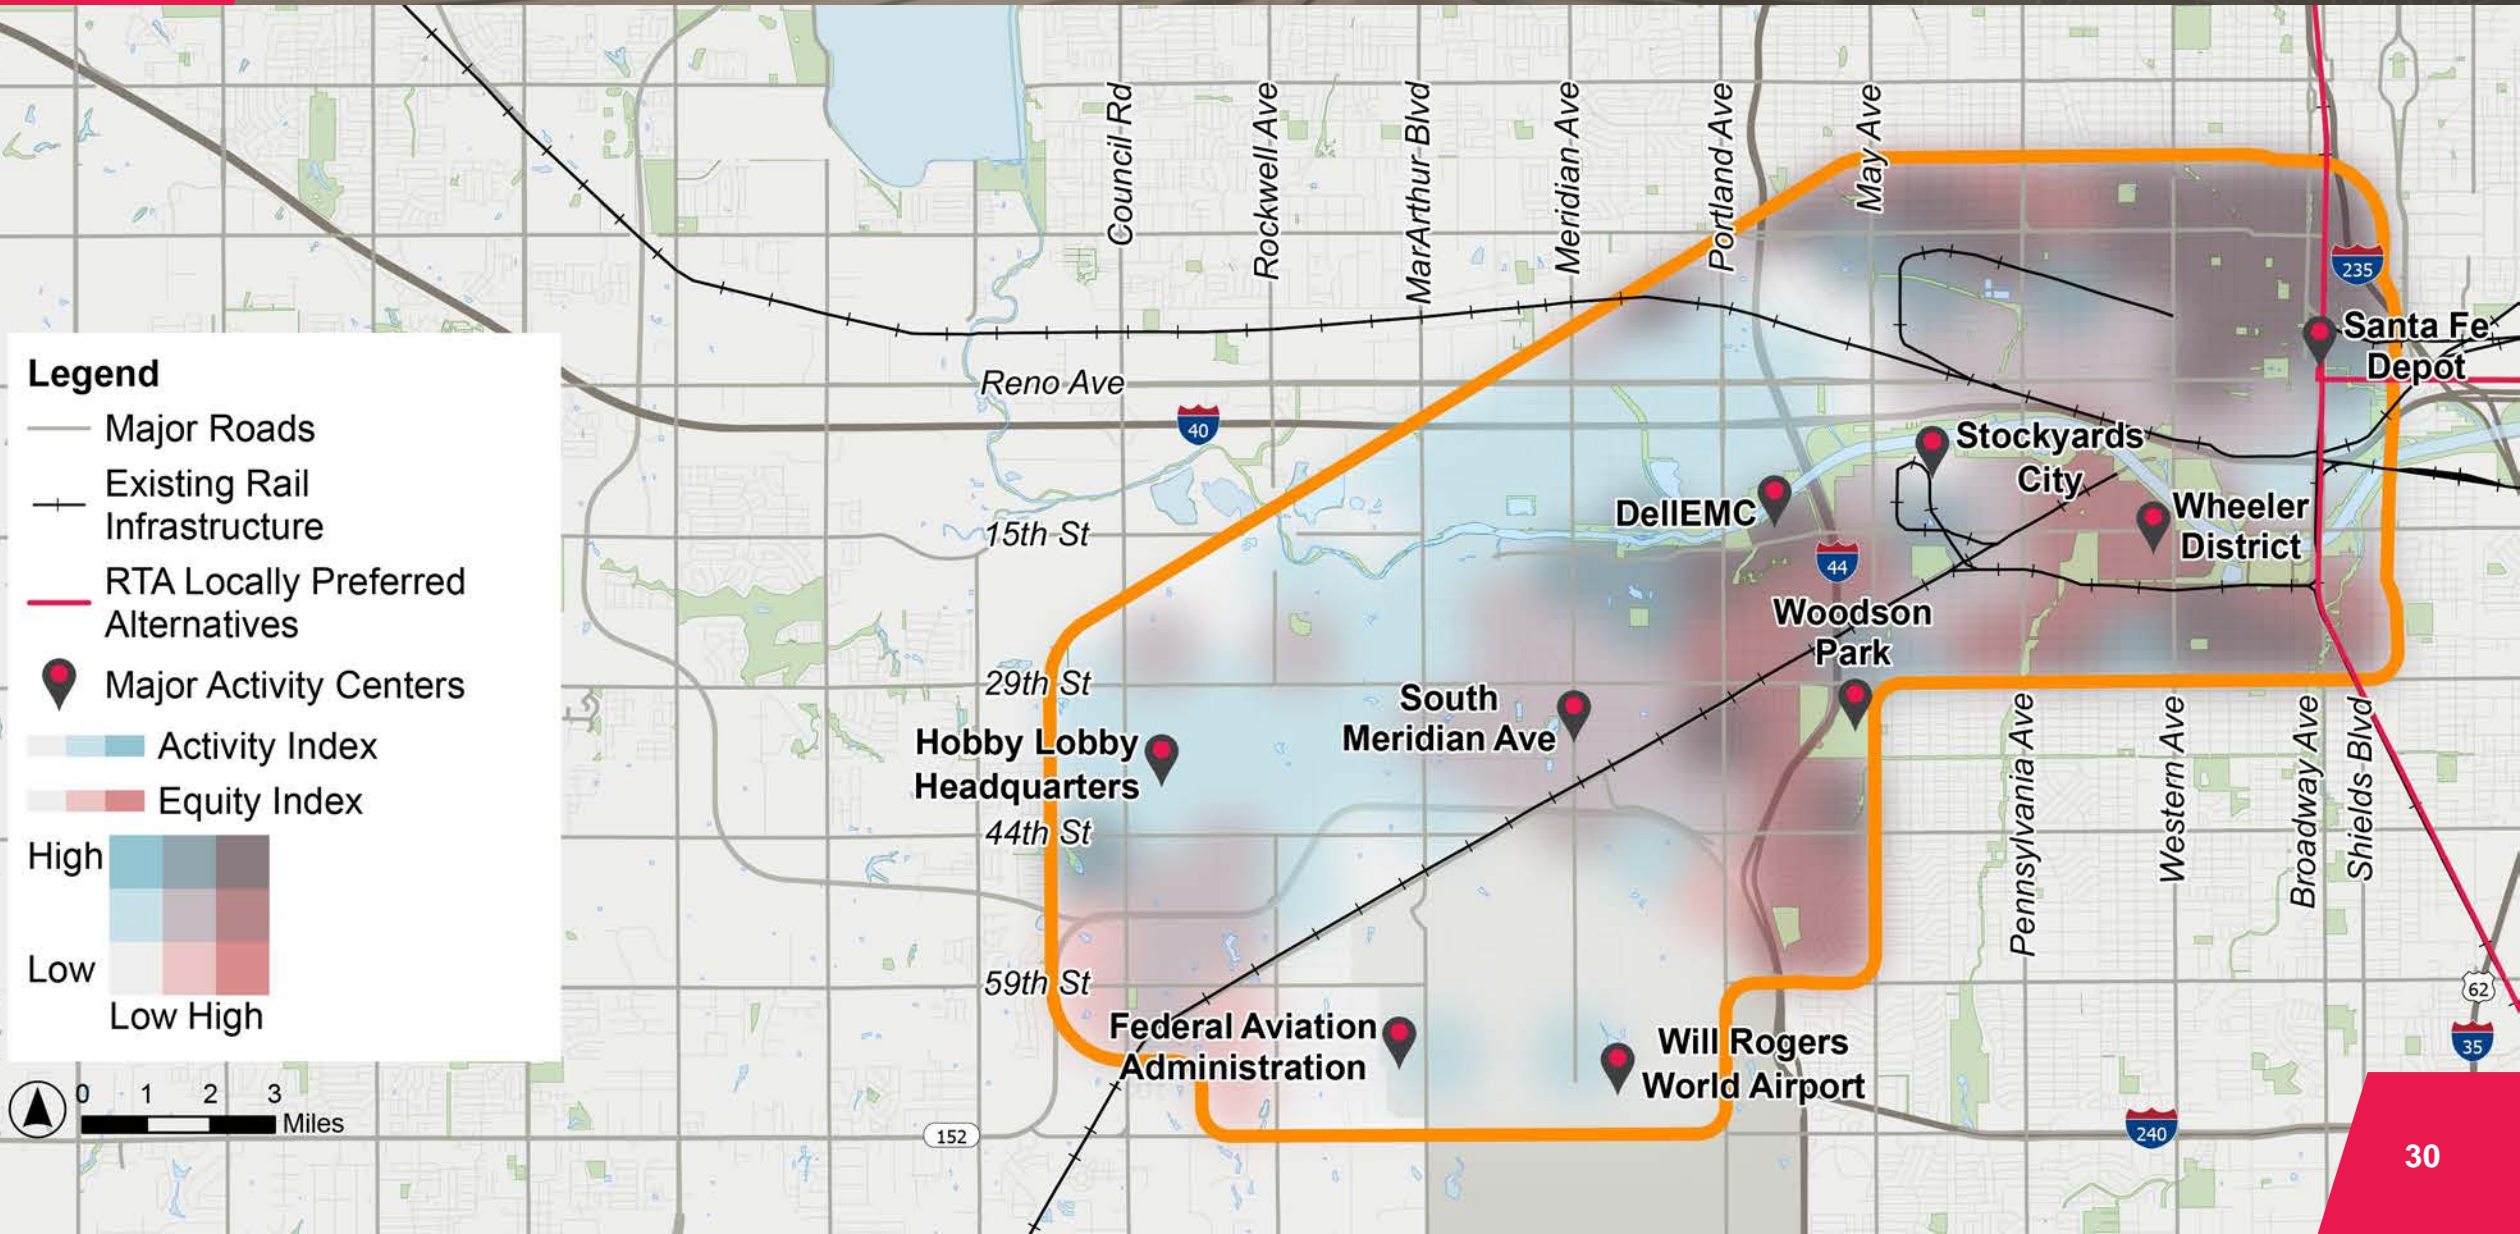 Council Rd
Rockwell Ave
MarArthur Blvd
Meridian Ave
Portland Ave
May Ave
235
Santa Fe
Depot
Reno Ave
40
Legend
Major Roads
Existing Rail
Infrastructure
RTA Locally Preferred
Alternatives
Major Activity Centers
Activity Index
Equity Index
High
Low
Low High
Stockyards
City
DellEMC
Wheeler
District
15th St
44
Woodson
Park
29th St
South
Meridian Ave
Hobby Lobby
Headquarters
44th St
Pennsylvania Ave
Western Ave
Broadway Ave
Shields Blvd
59th St
62
Federal Aviation
Administration
Will Rogers
World Airport
35
0 1 2 3
Miles
152
240
30